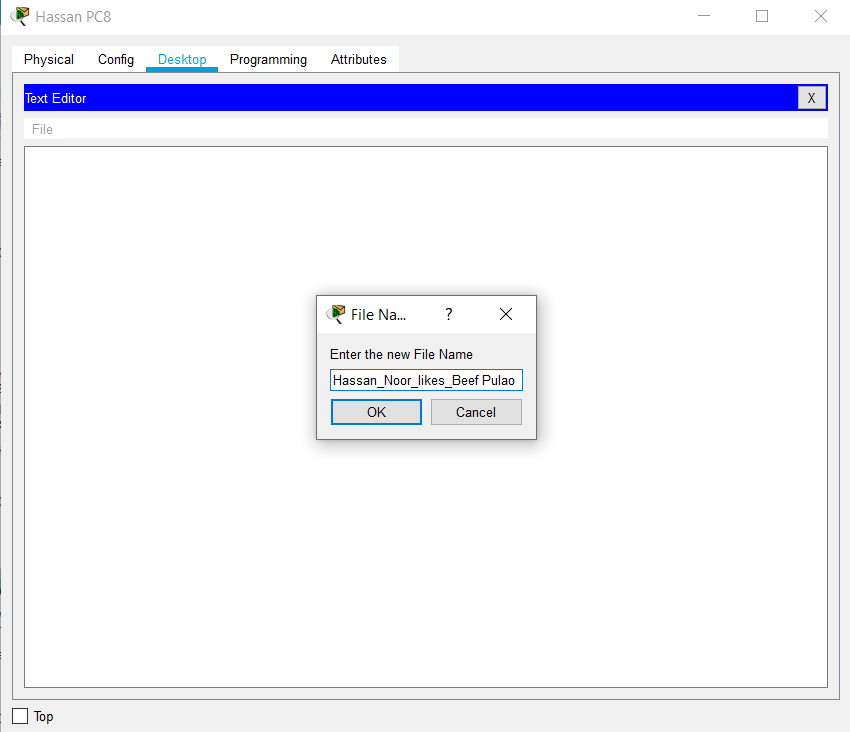 Hassan PC8
Physical Config Desktop Programming Attributes
Text Editor X
File
File Na... ?
Enter the new File Name
Hassan_Noor_likes_Beef Pulao
OK Cancel
Top